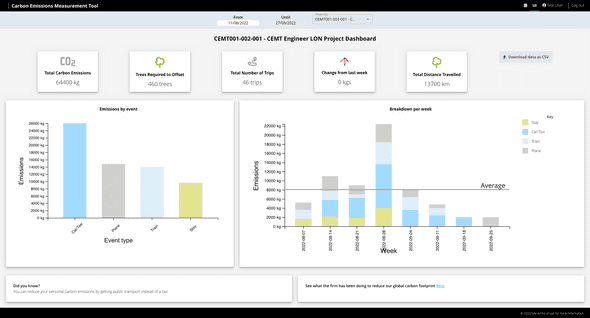 Carbon Emissions Measurement Tool
Test User
Log out
From
11/08/2022
Until
27/09/2022
CEMT001-002-001 - C...
CEMT001-002-001 - CEMT Engineer LON Project Dashboard
CO2
Total Carbon Emissions
64400 kg
Trees Required to Offset
460 trees
Total Number of Trips
46 trips
Change from last week
0 kgs
Total Distance Travelled
13700 km
Download data as CSV
Emissions by event
Emissions
26000 kg
24000 kg
22000 kg
20000 kg
18000 kg
16000 kg
14000 kg
12000 kg
10000 kg
8000 kg
6000 kg
4000 kg
2000 kg
0 kg
Car/Taxi
Plane
Train
Stay
Event type
Breakdown per week
Emissions
22000 kg
20000 kg
18000 kg
16000 kg
14000 kg
12000 kg
10000 kg
8000 kg
6000 kg
4000 kg
2000 kg
0 kg
Average
2022-08-07
2022-08-14
2022-08-21
2022-08-28
2022-09-04
2022-09-11
2022-09-18
2022-09-25
Week
Key
Stay
Car/Taxi
Train
Plane
Did you know?
You can reduce your personal carbon emissions by getting public transport instead of a taxi
See what the firm has been doing to reduce our global carbon footprint Here